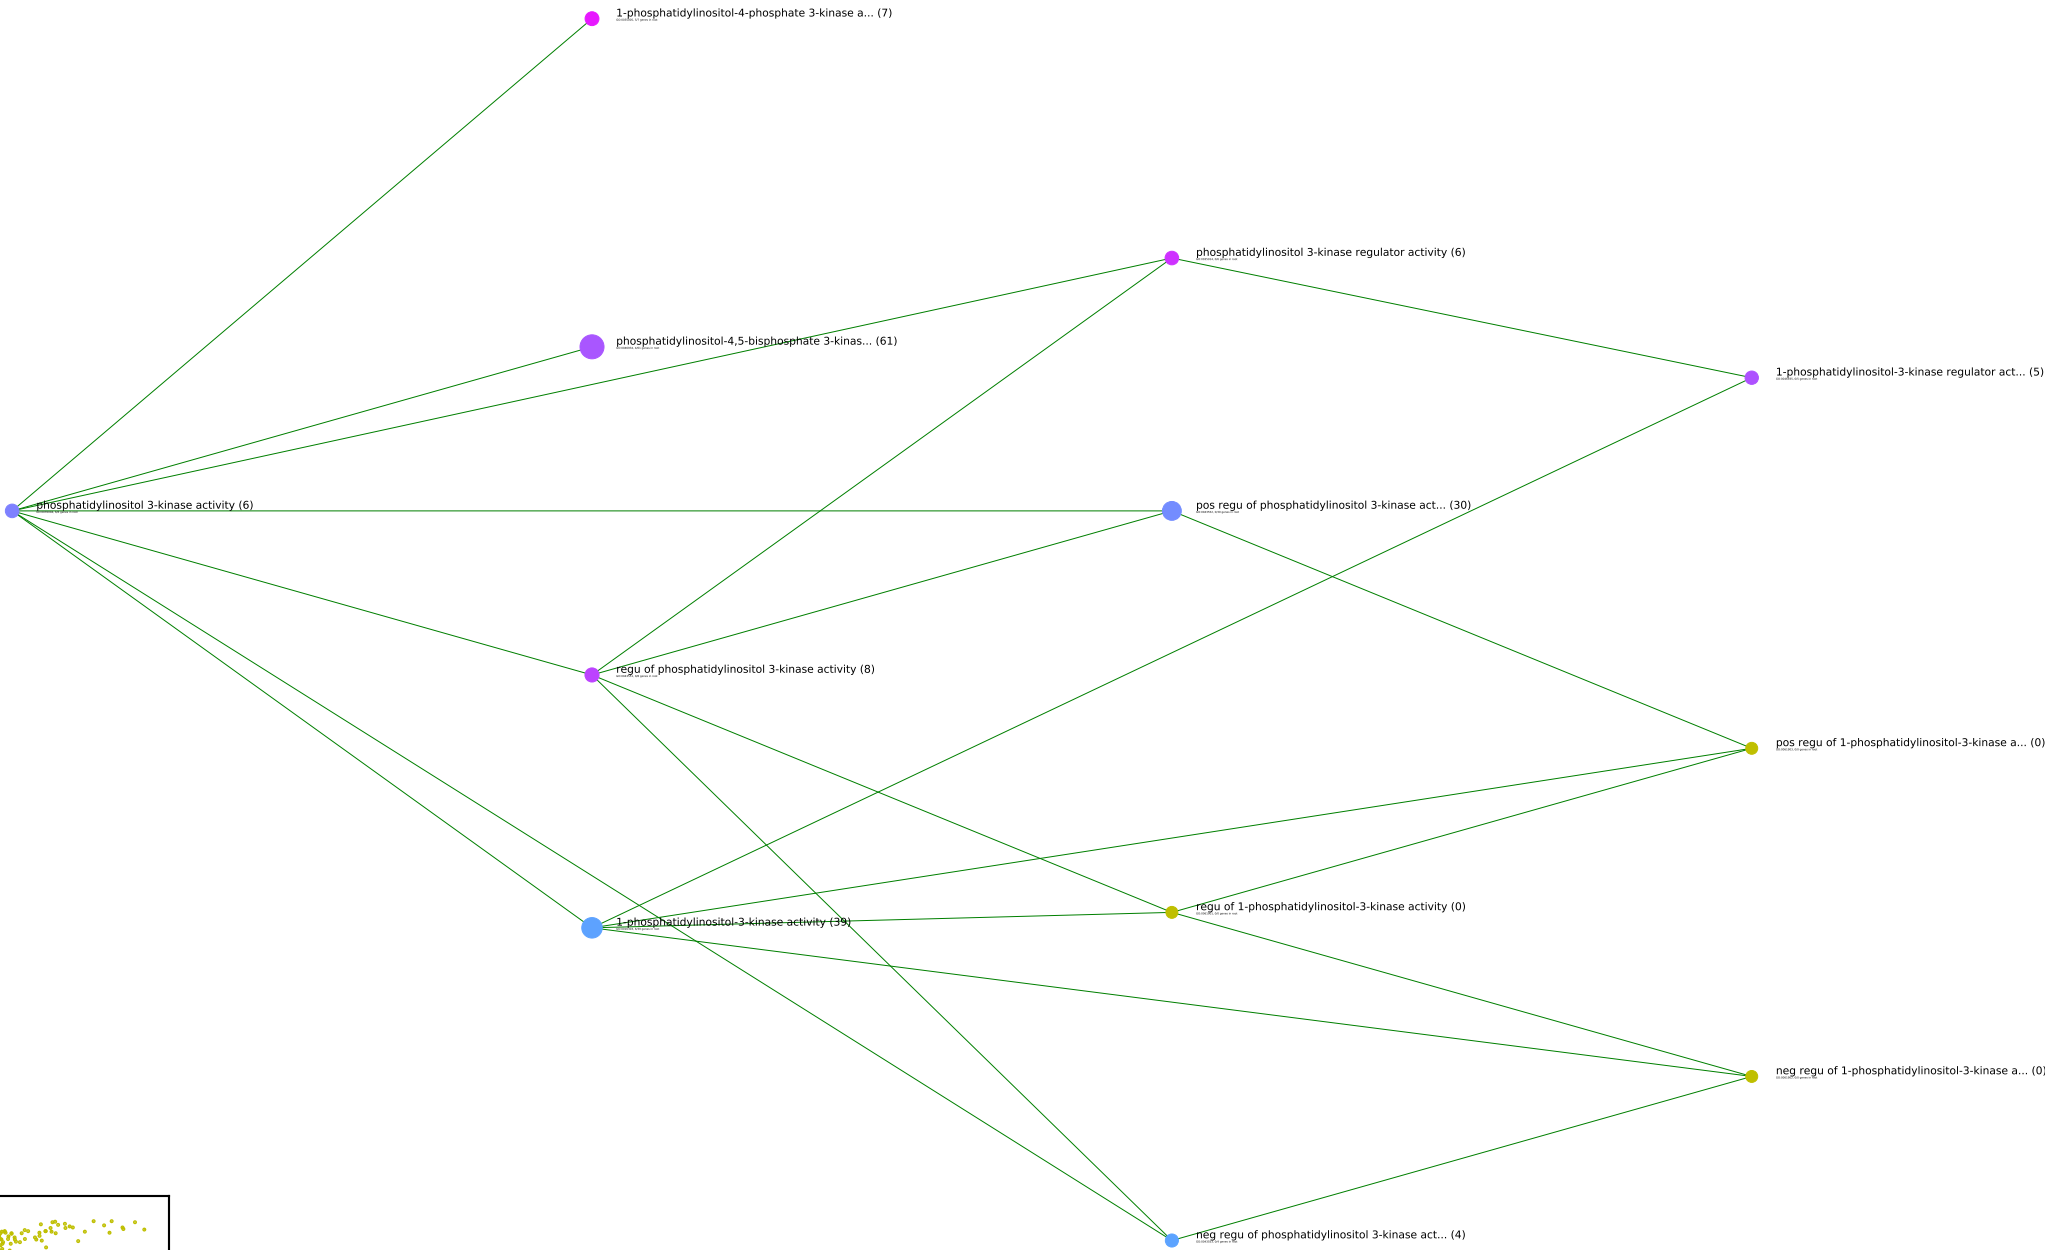 1-phosphatidylinositol-4-phosphate 3-kinase a... (7)
phosphatidylinositol 3-kinase regulator activity (6)
phosphatidylinositol-4,5-bisphosphate 3-kinas... (61)
1-phosphatidylinositol-3-kinase regulator act... (5)
phosphatidylinositol 3-kinase activity (6)
pos regu of phosphatidylinositol 3-kinase act... (30)
regu of phosphatidylinositol 3-kinase activity (8)
pos regu of 1-phosphatidylinositol-3-kinase a... (0)
regu of 1-phosphatidylinositol-3-kinase activity (0)
1-phosphatidylinositol-3-kinase activity (39)
neg regu of 1-phosphatidylinositol-3-kinase a... (0)
neg regu of phosphatidylinositol 3-kinase act... (4)